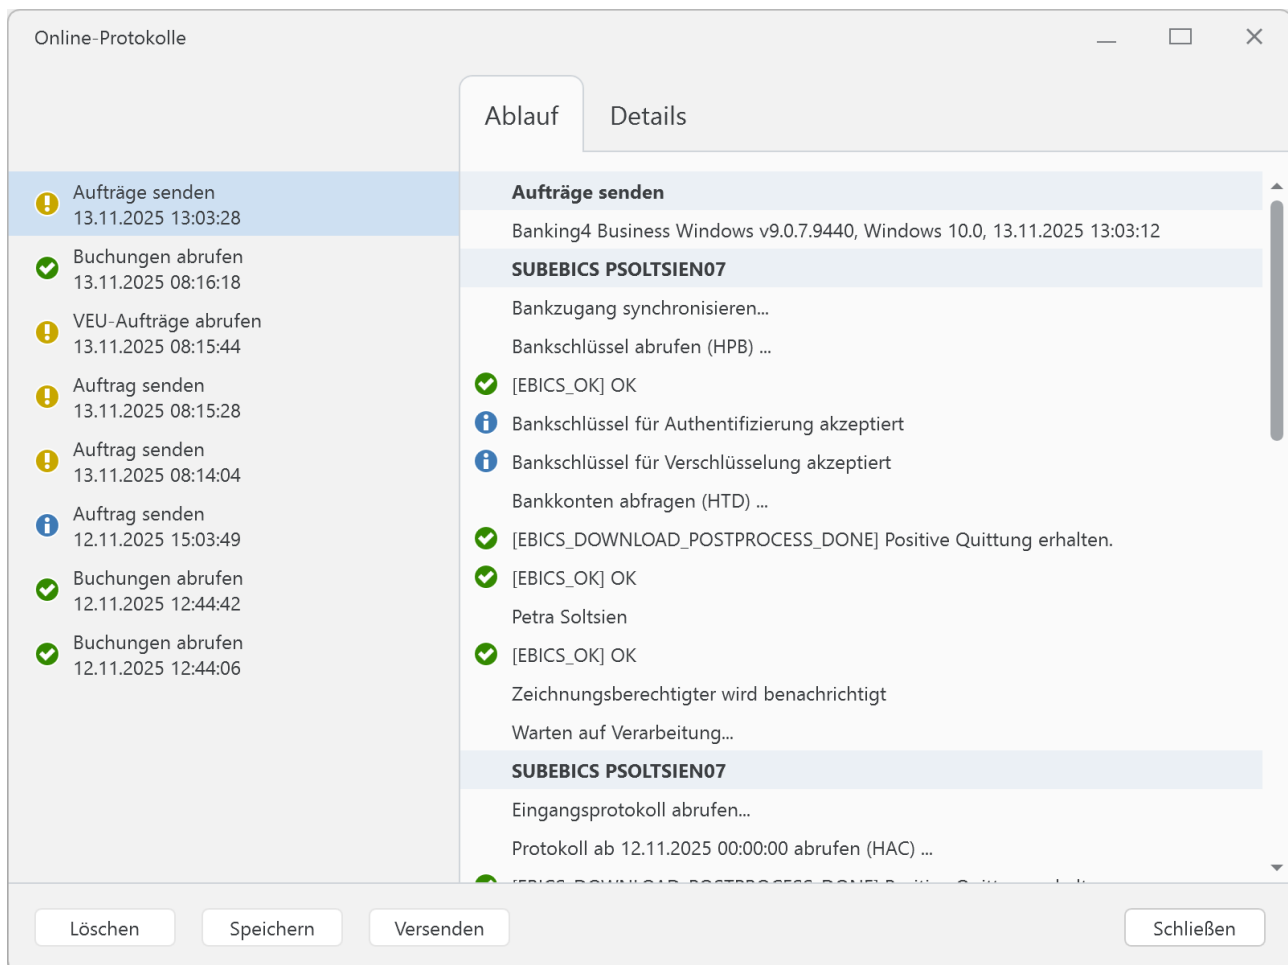 Online-Protokolle
Ablauf
Details
Aufträge senden
13.11.2025 13:03:28
Buchungen abrufen
13.11.2025 08:16:18
VEU-Aufträge abrufen
13.11.2025 08:15:44
Auftrag senden
13.11.2025 08:15:28
Auftrag senden
13.11.2025 08:14:04
Auftrag senden
12.11.2025 15:03:49
Buchungen abrufen
12.11.2025 12:44:42
Buchungen abrufen
12.11.2025 12:44:06
Aufträge senden
Banking4 Business Windows v9.0.7.9440, Windows 10.0, 13.11.2025 13:03:12
SUBEBICS PSOLTSIEN07
Bankzugang synchronisieren...
Bankschlüssel abrufen (HPB) ...
[EBICS_OK] OK
Bankschlüssel für Authentifizierung akzeptiert
Bankschlüssel für Verschlüsselung akzeptiert
Bankkonten abfragen (HTD) ...
[EBICS_DOWNLOAD_POSTPROCESS_DONE] Positive Quittung erhalten.
[EBICS_OK] OK
Petra Soltsien
[EBICS_OK] OK
Zeichnungsberechtigter wird benachrichtigt
Warten auf Verarbeitung...
SUBEBICS PSOLTSIEN07
Eingangsprotokoll abrufen...
Protokoll ab 12.11.2025 00:00:00 abrufen (HAC) ...
Löschen
Speichern
Versenden
Schließen